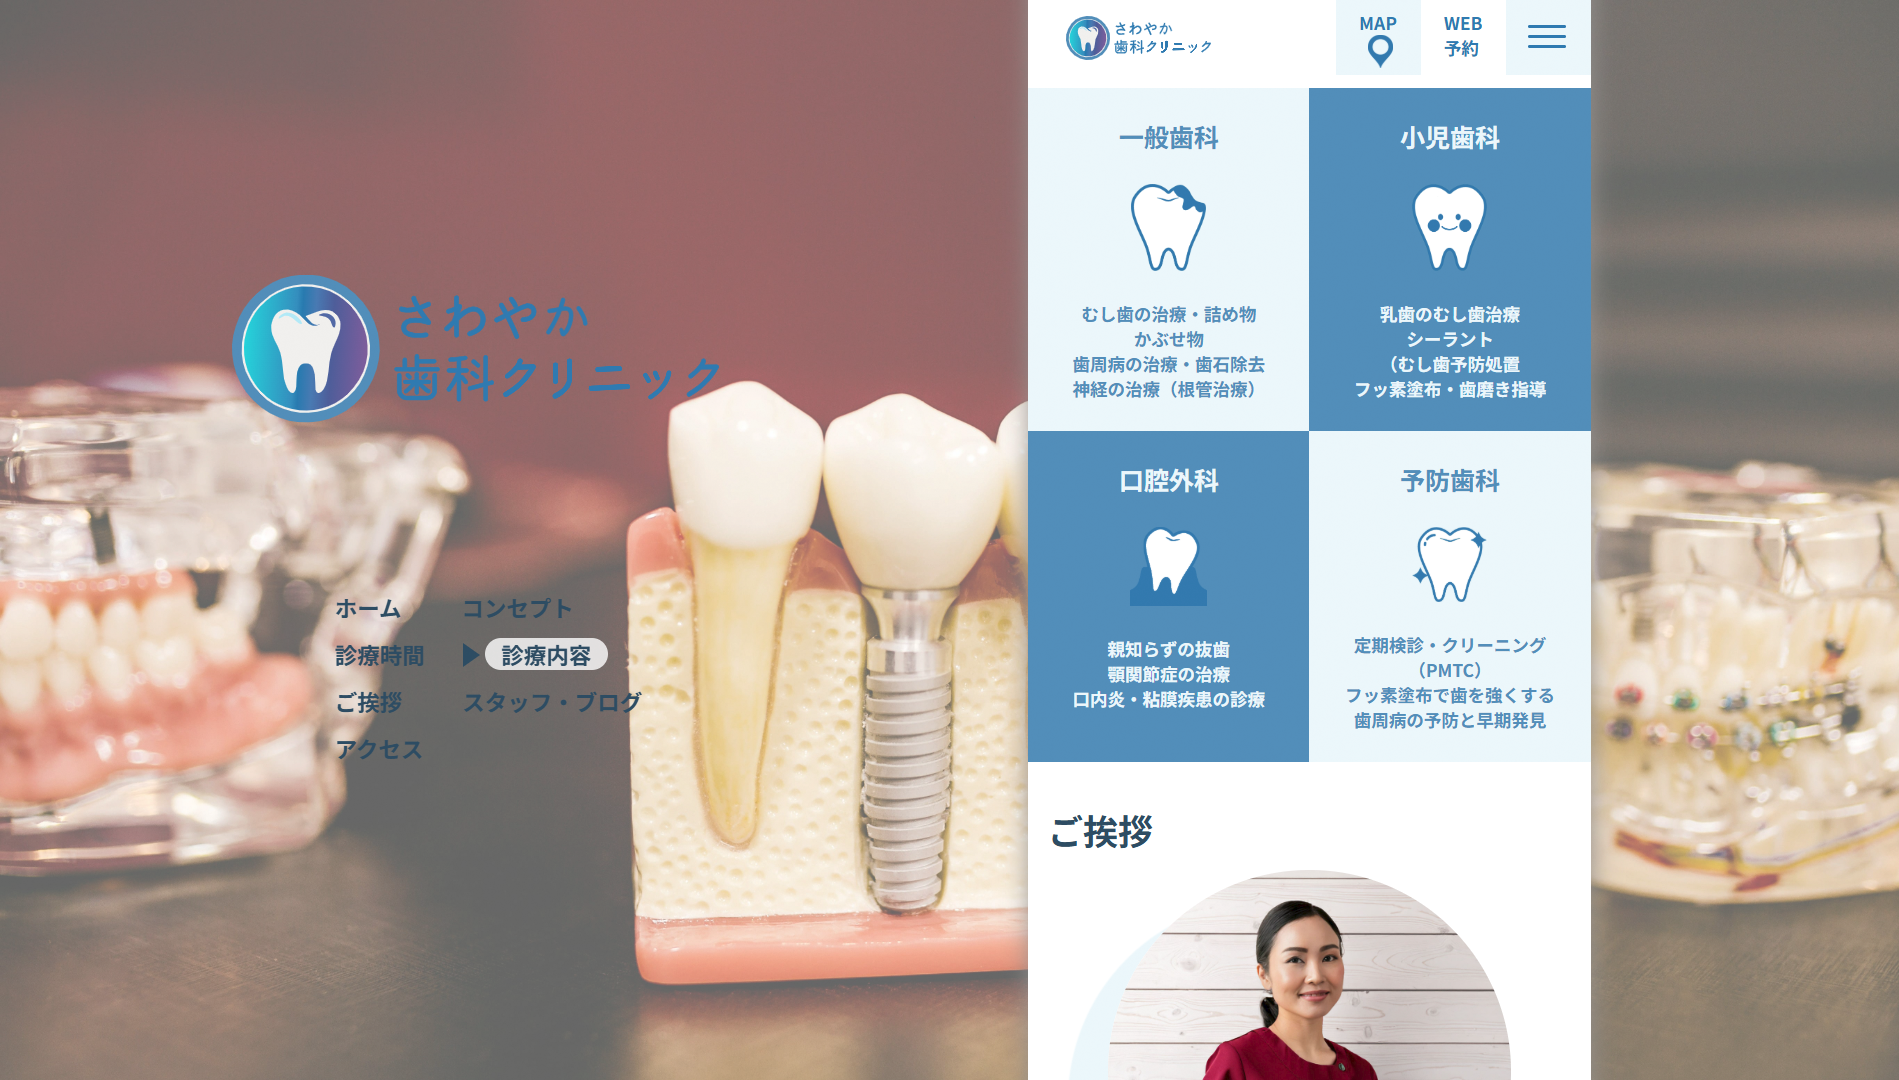 さわやか
歯科クリニック
ホーム
コンセプト
診療時間
診療内容
ご挨拶
スタッフ・ブログ
アクセス
さわやか
歯科クリニック
MAP
WEB
予約
一般歯科
むし歯の治療・詰め物
かぶせ物
歯周病の治療・歯石除去
神経の治療（根管治療）
小児歯科
乳歯のむし歯治療
シーラント
（むし歯予防処置
フッ素塗布・歯磨き指導
口腔外科
親知らずの抜歯
顎関節症の治療
口内炎・粘膜疾患の診療
予防歯科
定期検診・クリーニング
（PMTC）
フッ素塗布で歯を強くする
歯周病の予防と早期発見
ご挨拶